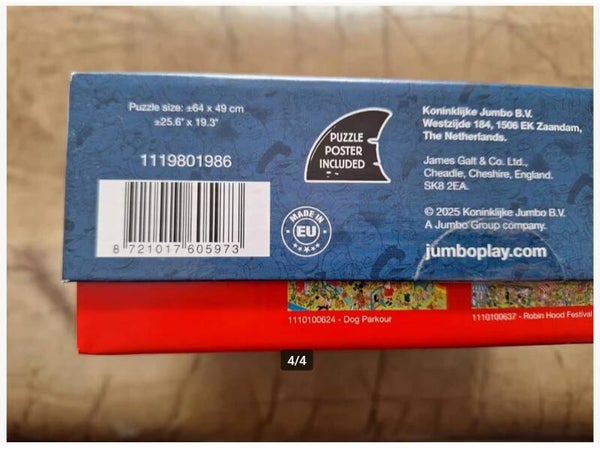 Puzzle size: ±64 x 49 cm
±25.6" x 19.3"
1119801986
8 721017 605973
PUZZLE
POSTER
INCLUDED
MADE IN
EU
Koninklijke Jumbo B.V.
Westzijde 184, 1506 EK Zaandam,
The Netherlands.
James Galt & Co. Ltd.,
Cheadle, Cheshire, England.
SK8 2EA.
© 2025 Koninklijke Jumbo B.V.
A Jumbo Group company.
jumboplay.com
1110100624 - Dog Parkour
1110100637 - Robin Hood Festival
4/4